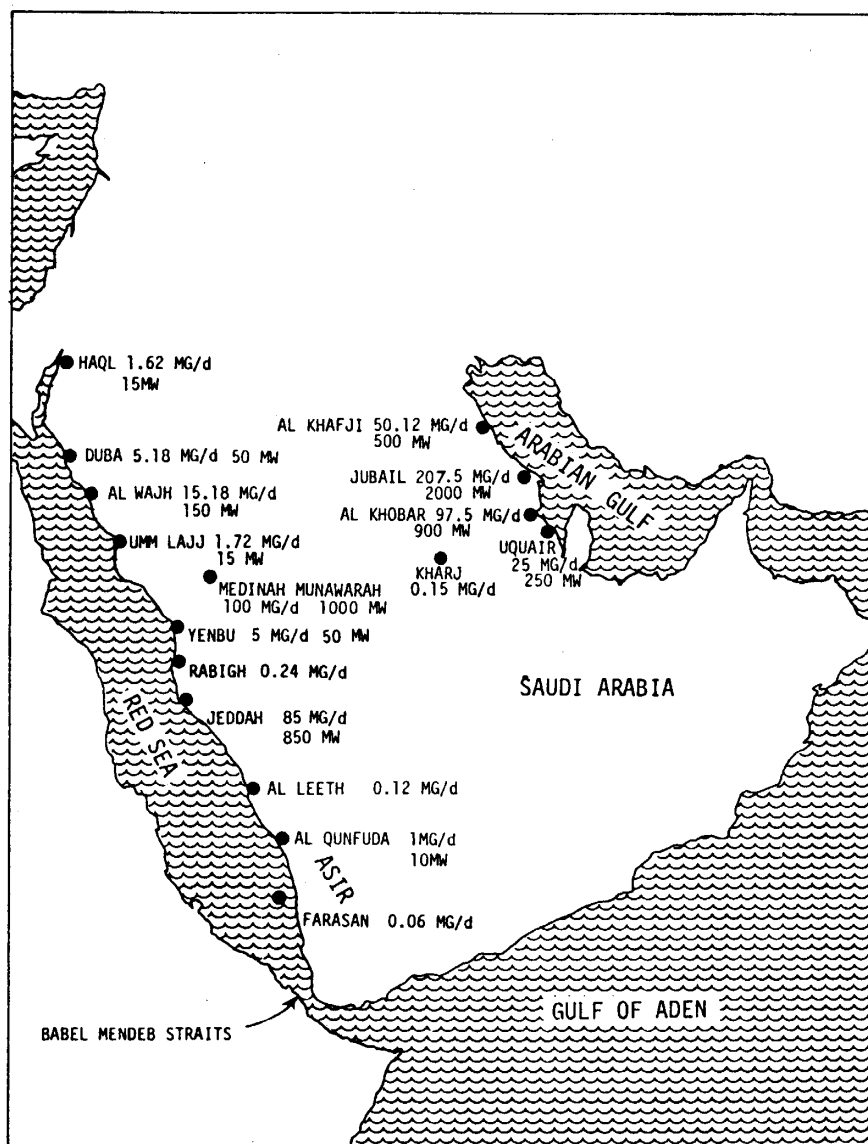 HAQL 1.62 MG/d
15MW
DUBA 5.18 MG/d 50 MW
AL WAJH 15.18 MG/d
150 MW
UMM LAJJ 1.72 MG/d
15 MW
MEDINAH MUNAWARAH
100 MG/d 1000 MW
YENBU 5 MG/d 50 MW
RABIGH 0.24 MG/d
JEDDAH 85 MG/d
850 MW
AL LEETH 0.12 MG/d
AL QUNFUDA 1MG/d
10MW
ASIR
FARASAN 0.06 MG/d
RED SEA
BABEL MENDEB STRAITS
AL KHAFJI 50.12 MG/d
500 MW
ARABIAN GULF
JUBAIL 207.5 MG/d
2000 MW
AL KHOBAR 97.5 MG/d
900 MW
UQUAIR
25 MG/d
250 MW
KHARJ
0.15 MG/d
SAUDI ARABIA
GULF OF ADEN